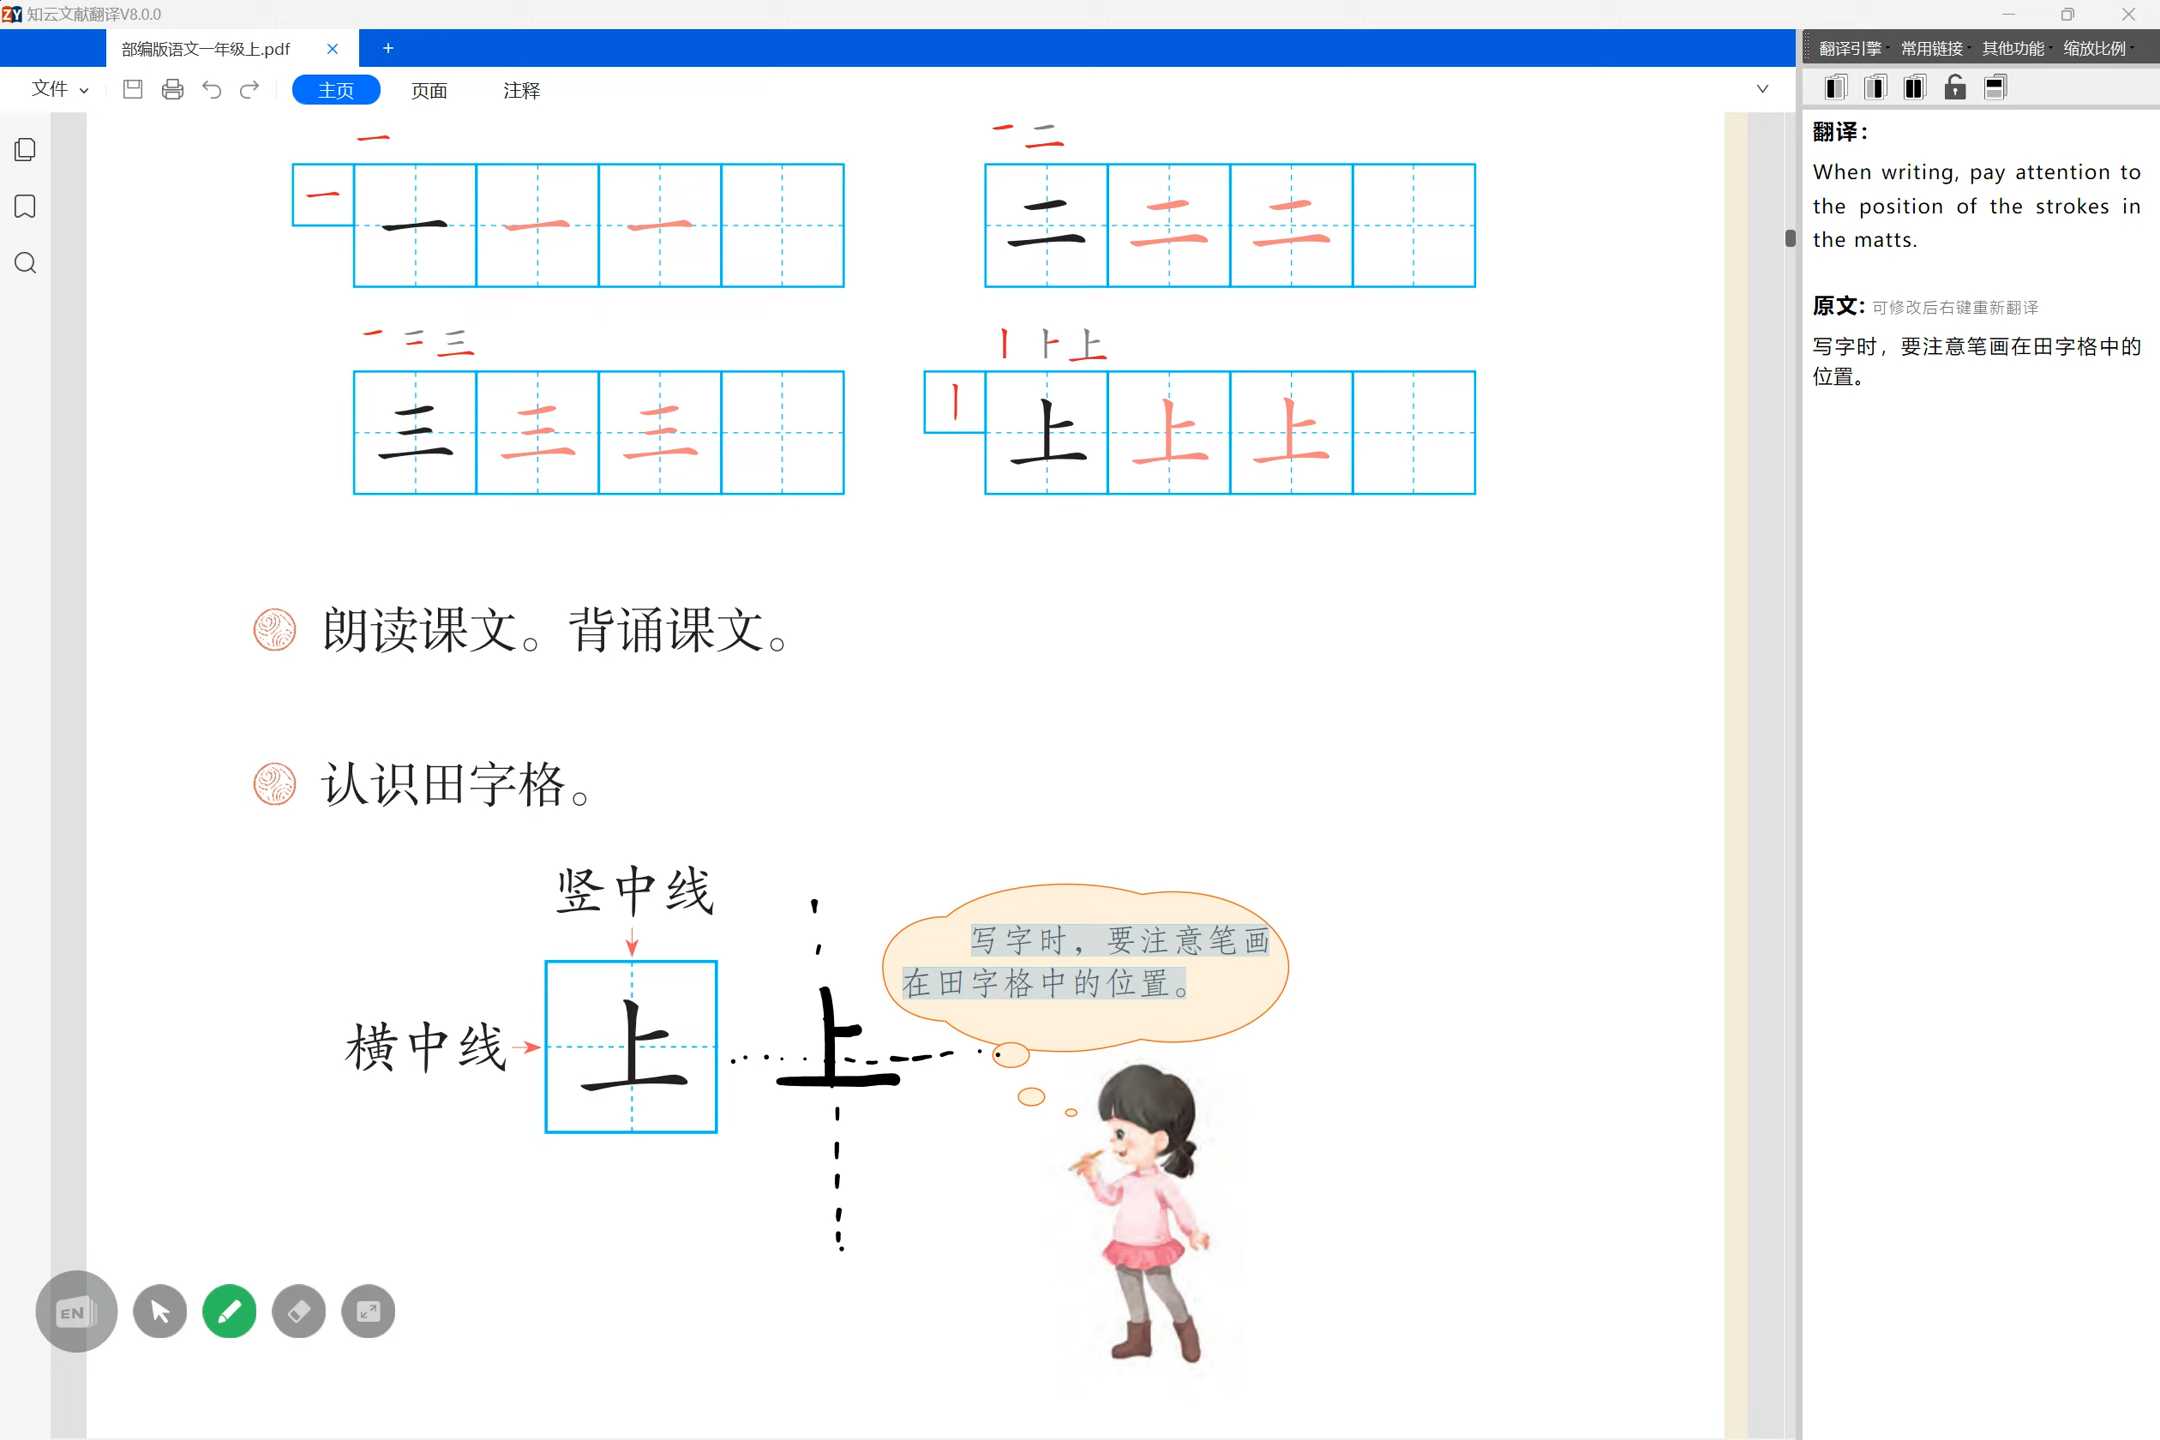 知云文献翻译V8.0.0
部编版语文一年级上.pdf
翻译引擎 常用链接 其他功能 缩放比例
文件 主页 页面 注释
一
一 一 一 一
一 二
二 二 二
一 二 三
三 三 三
丨 ⺊ 上
丨 上 上 上
朗读课文。背诵课文。
认识田字格。
竖中线
横中线
上
上
写字时，要注意笔画
在田字格中的位置。
EN
翻译：
When writing, pay attention to
the position of the strokes in
the matts.
原文: 可修改后右键重新翻译
写字时，要注意笔画在田字格中的
位置。